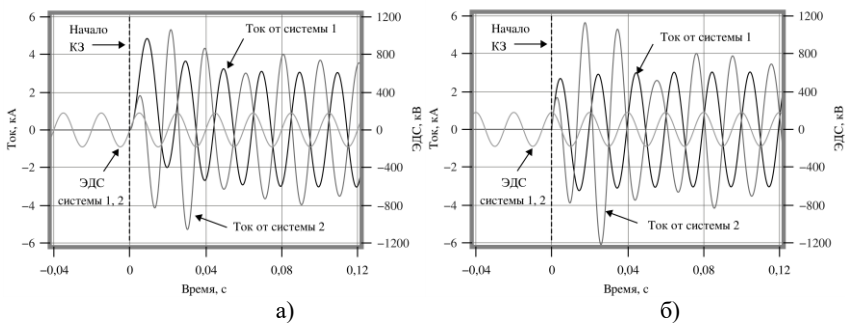 6
4
2
0
−2
−4
−6
Ток, кА
Начало
КЗ
Ток от системы 1
ЭДС
системы 1, 2
Ток от системы 2
1200
800
400
0
−400
−800
−1200
ЭДС, кВ
−0,04
0
0,04
0,08
0,12
Время, с
а)
6
4
2
0
−2
−4
−6
Ток, кА
Начало
КЗ
Ток от системы 1
ЭДС
системы 1, 2
Ток от системы 2
1200
800
400
0
−400
−800
−1200
ЭДС, кВ
−0,04
0
0,04
0,08
0,12
Время, с
б)